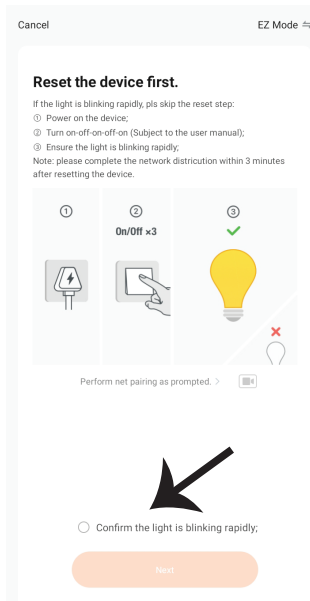 Cancel
EZ Mode
Reset the device first.
If the light is blinking rapidly, pls skip the reset step:
① Power on the device;
② Turn on-off-on-off-on (Subject to the user manual);
③ Ensure the light is blinking rapidly;
Note: please complete the network districution within 3 minutes
after resetting the device.
①
②
③
On/Off ×3
Perform net pairing as prompted. >
Confirm the light is blinking rapidly;
Next